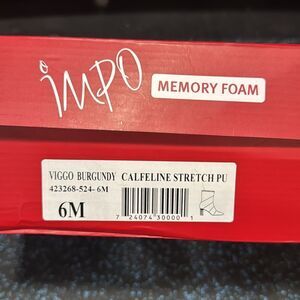 impo
MEMORY FOAM
VIGGO BURGUNDY CALFELINE STRETCH PU
423268-524- 6M
6M
7 24074 30000 1